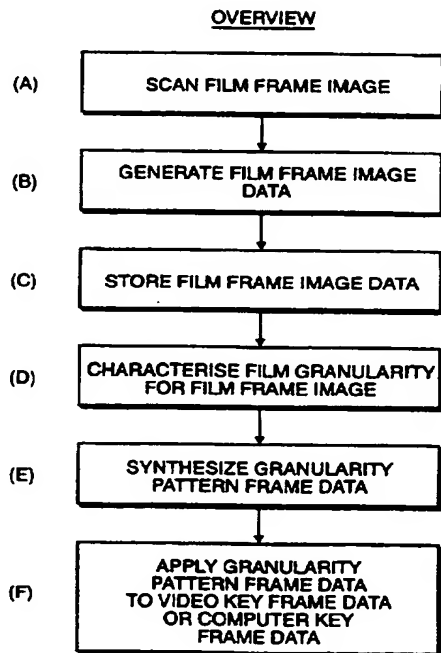 OVERVIEW
(A) SCAN FILM FRAME IMAGE
(B) GENERATE FILM FRAME IMAGE
DATA
(C) STORE FILM FRAME IMAGE DATA
(D) CHARACTERISE FILM GRANULARITY
FOR FILM FRAME IMAGE
(E) SYNTHESIZE GRANULARITY
PATTERN FRAME DATA
(F) APPLY GRANULARITY
PATTERN FRAME DATA
TO VIDEO KEY FRAME DATA
OR COMPUTER KEY
FRAME DATA